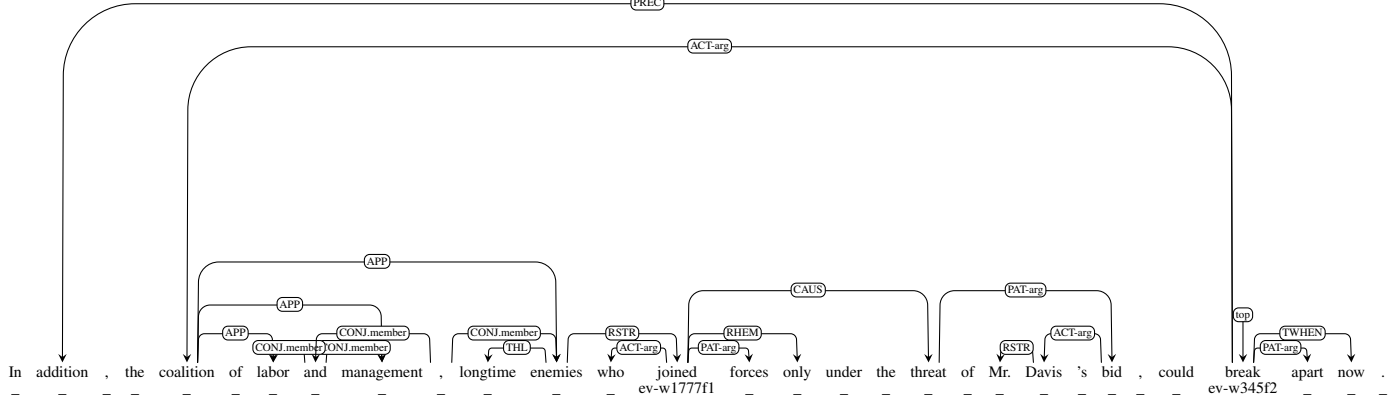 PREC
ACT-arg
APP
CAUS PAT-arg
APP
top
APP CONJ.member CONJ.member RSTR RHEM ACT-arg TWHEN
CONJ.member CONJ.member THL ACT-arg PAT-arg RSTR PAT-arg
In addition , the coalition of labor and management , longtime enemies who joined forces only under the threat of Mr. Davis 's bid , could break apart now .
_ _ _ _ _ _ _ _ _ _ _ _ _ ev-w1777f1 _ _ _ _ _ _ _ _ _ _ _ _ ev-w345f2 _ _ _